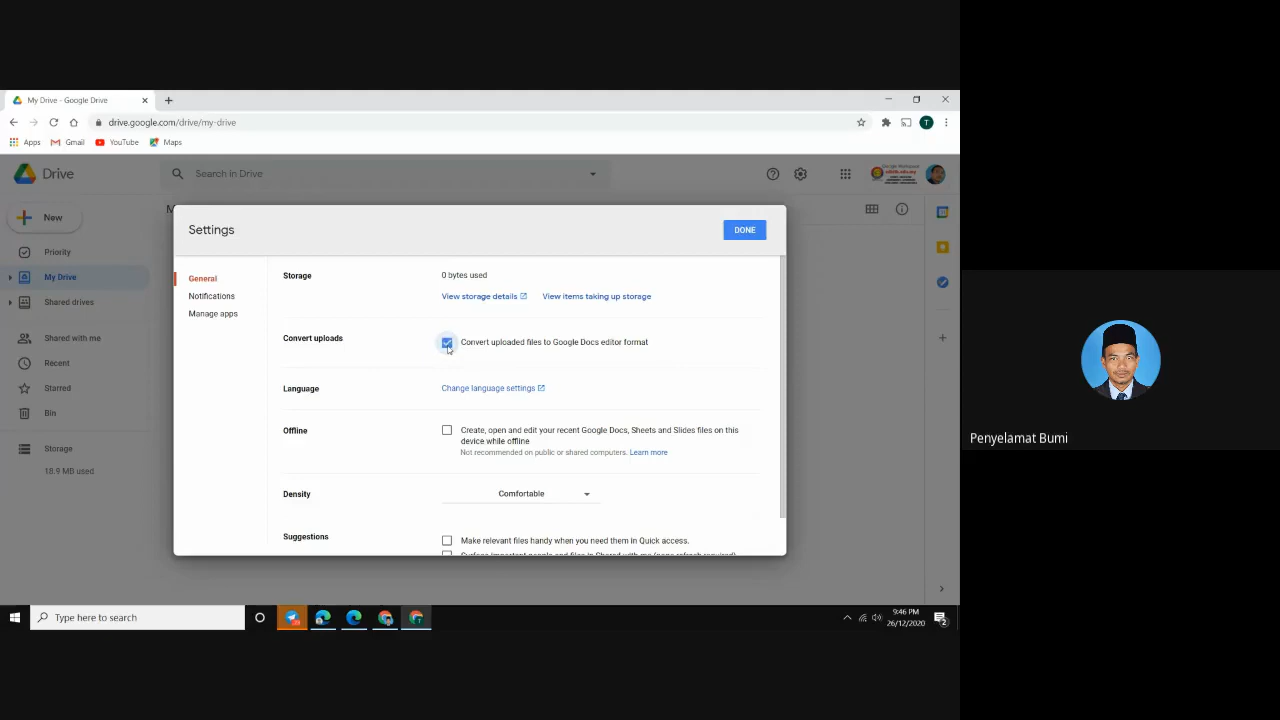 My Drive - Google Drive
drive.google.com/drive/my-drive
T
Apps
Gmail
YouTube
Maps
Drive
Search in Drive
New
M
Settings
DONE
Priority
My Drive
Shared drives
Shared with me
Recent
Starred
Bin
Storage
18.9 MB used
General
Notifications
Manage apps
Storage
0 bytes used
View storage details
View items taking up storage
Convert uploads
Convert uploaded files to Google Docs editor format
Language
Change language settings
Offline
Create, open and edit your recent Google Docs, Sheets and Slides files on this
device while offline
Not recommended on public or shared computers. Learn more
Density
Comfortable
Suggestions
Make relevant files handy when you need them in Quick access.
Penyelamat Bumi
Type here to search
9:46 PM
26/12/2020
2